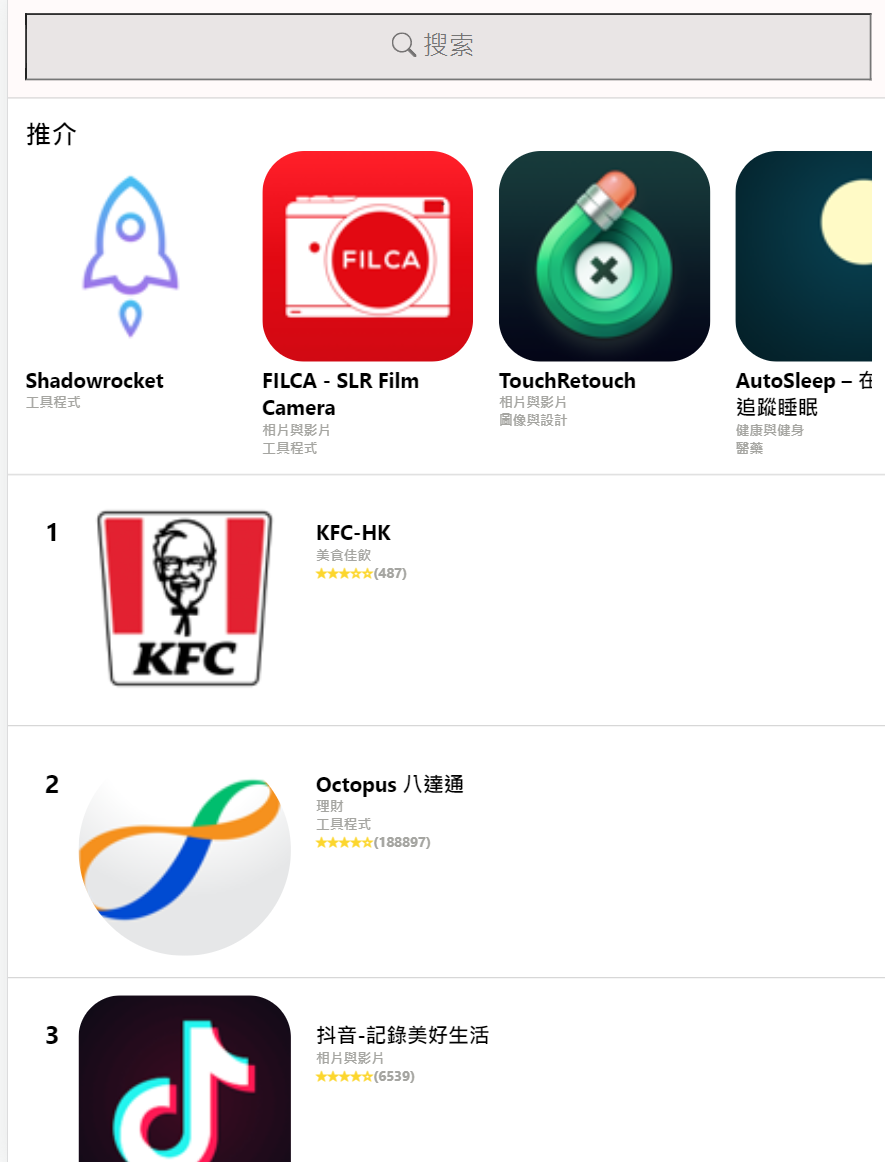 搜索
推介
FILCA
Shadowrocket
工具程式
FILCA - SLR Film
Camera
相片與影片
工具程式
TouchRetouch
相片與影片
圖像與設計
AutoSleep – 在
追蹤睡眠
健康與健身
醫藥
1
KFC
KFC-HK
美食佳飲
★★★☆☆(487)
2
Octopus 八達通
理財
工具程式
★★★★☆(188897)
3
抖音-記錄美好生活
相片與影片
★★★★☆(6539)